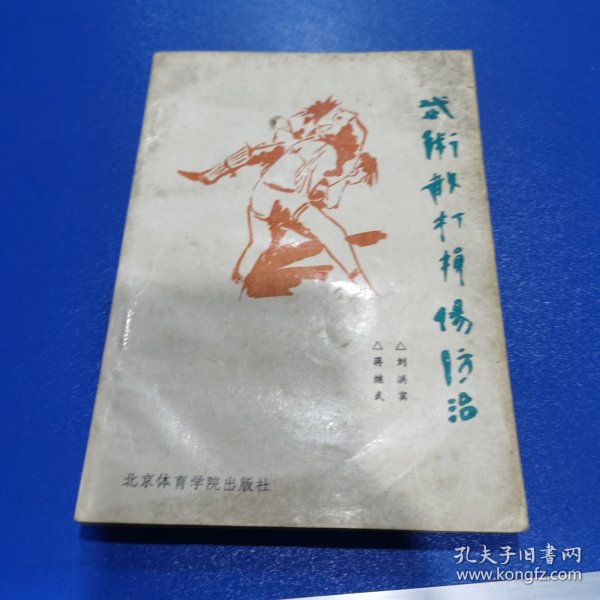 武術散打損傷防治
△刘洪宾
△蒋继武
北京体育学院出版社
孔夫子旧书网
www.kongfz.com